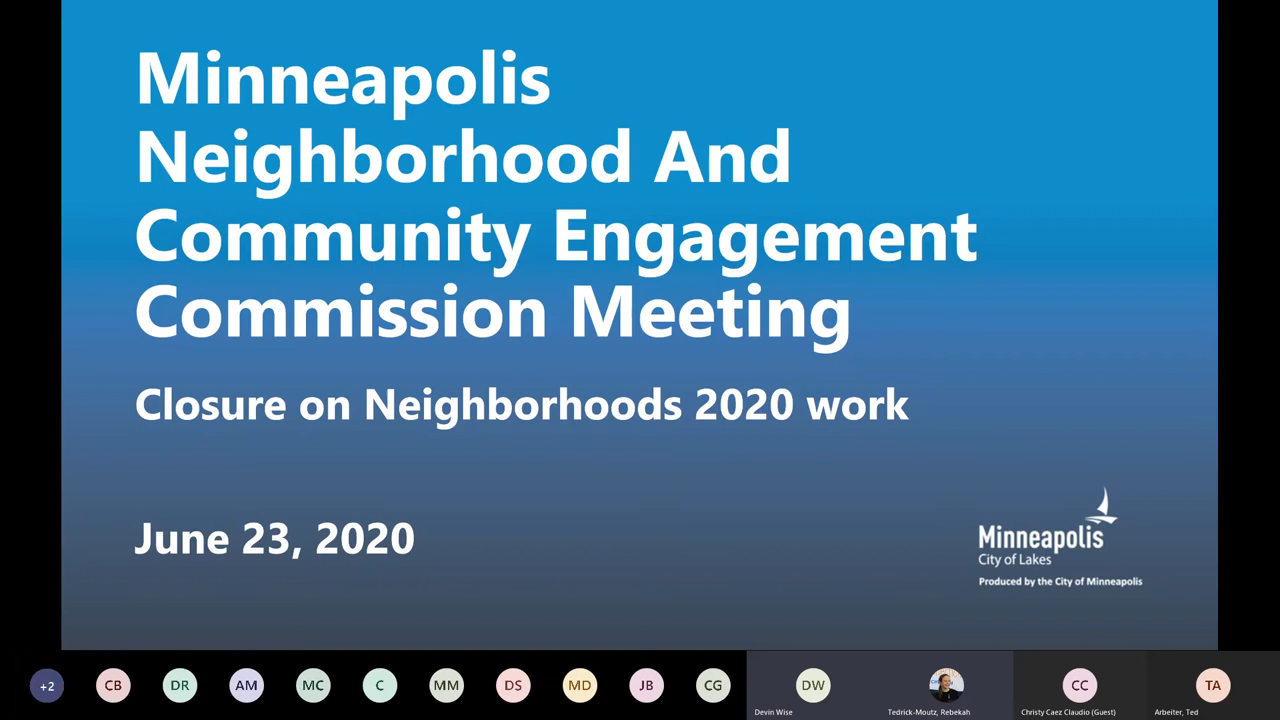 Minneapolis
Neighborhood And
Community Engagement
Commission Meeting
Closure on Neighborhoods 2020 work
June 23, 2020
Minneapolis
City of Lakes
Produced by the City of Minneapolis
+2
CB
DR
AM
MC
C
MM
DS
MD
JB
CG
DW
CC
TA
Devin Wise
Tedrick-Moutz, Rebekah
Christy Caez Claudio (Guest)
Arbeiter, Ted